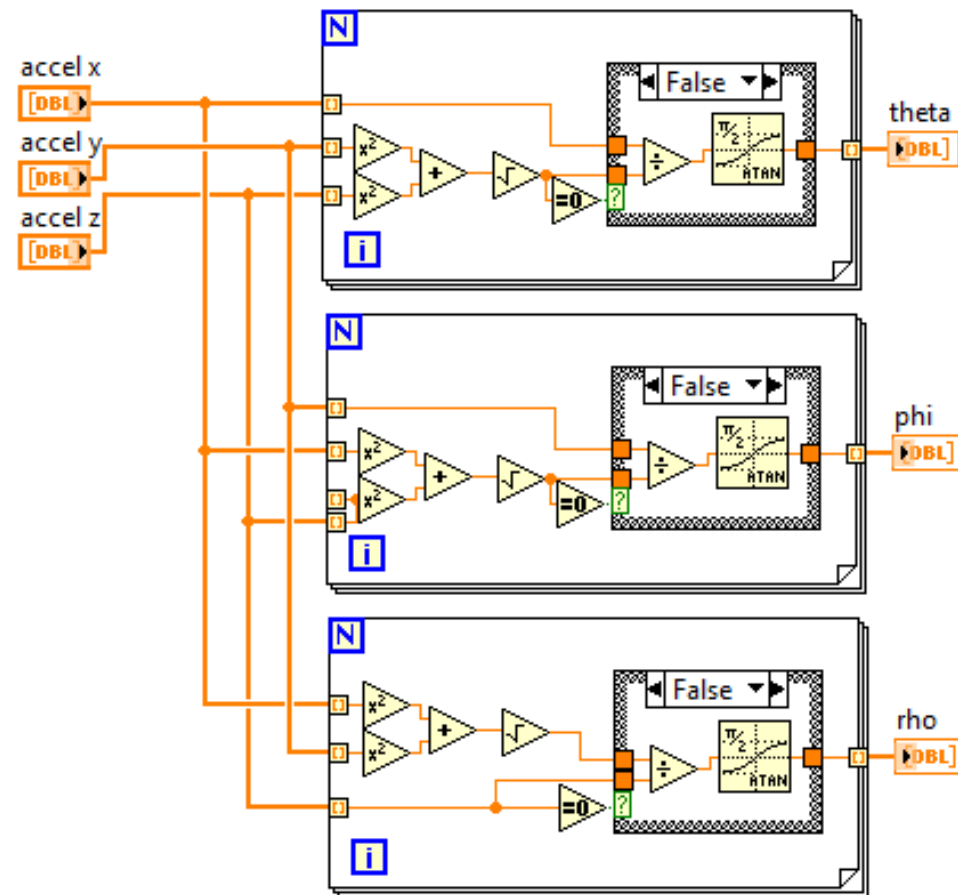 accel x
[DBL]
accel y
[DBL]
accel z
[DBL]
N
x²
x²
+
√
=0
?
False
÷
π/2
ATAN
i
theta
[DBL]
N
x²
x²
+
√
=0
?
False
÷
π/2
ATAN
i
phi
[DBL]
N
x²
x²
+
√
=0
?
False
÷
π/2
ATAN
i
rho
[DBL]